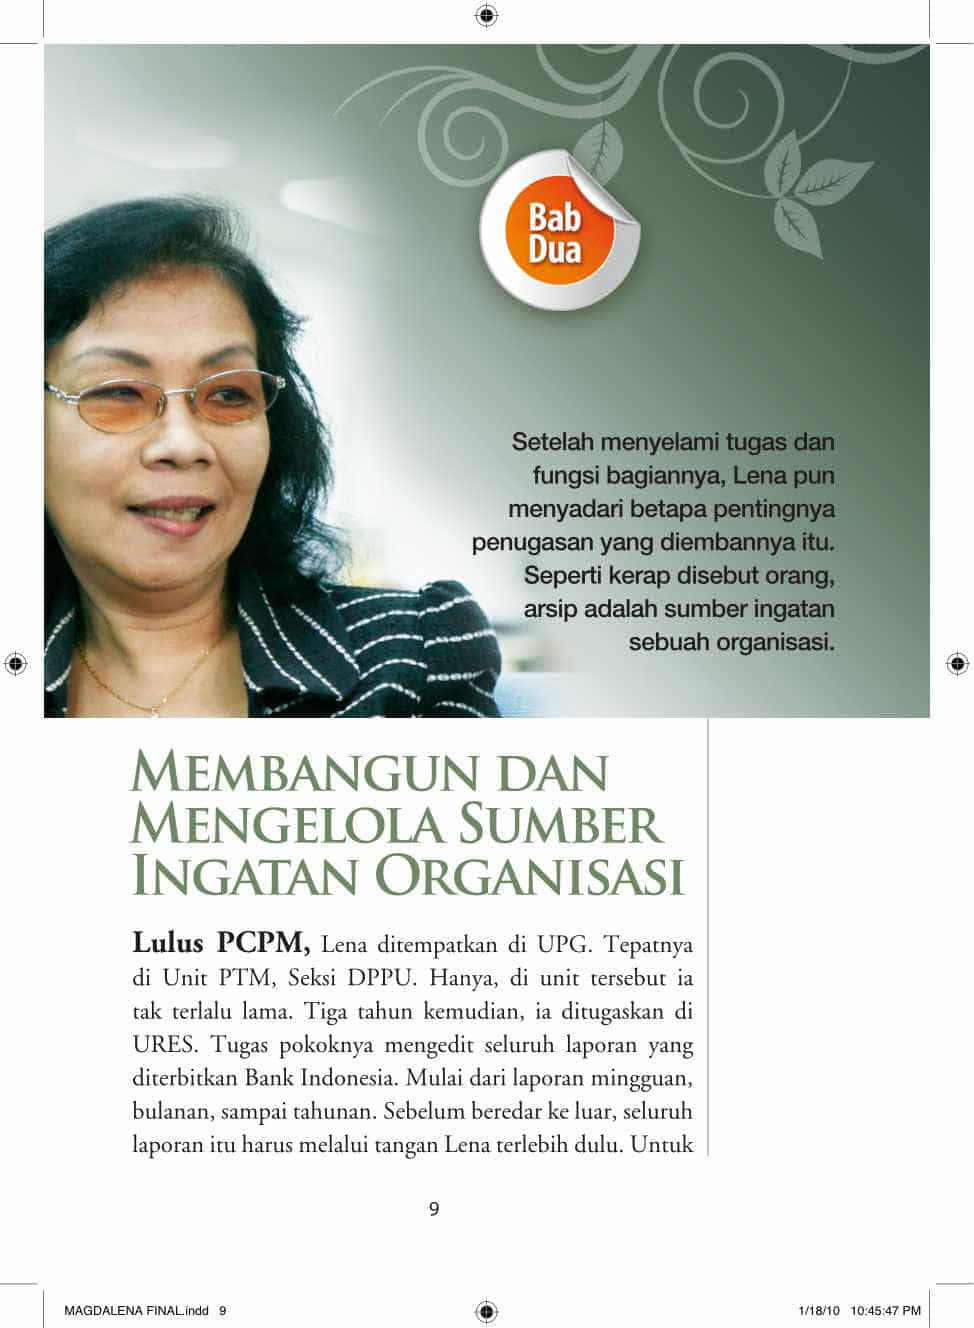 Bab
Dua
Setelah menyelami tugas dan
fungsi bagiannya, Lena pun
menyadari betapa pentingnya
penugasan yang diembannya itu.
Seperti kerap disebut orang,
arsip adalah sumber ingatan
sebuah organisasi.
MEMBANGUN DAN
MENGELOLA SUMBER
INGATAN ORGANISASI
Lulus PCPM, Lena ditempatkan di UPG. Tepatnya
di Unit PTM, Seksi DPPU. Hanya, di unit tersebut ia
tak terlalu lama. Tiga tahun kemudian, ia ditugaskan di
URES. Tugas pokoknya mengedit seluruh laporan yang
diterbitkan Bank Indonesia. Mulai dari laporan mingguan,
bulanan, sampai tahunan. Sebelum beredar ke luar, seluruh
laporan itu harus melalui tangan Lena terlebih dulu. Untuk
9
MAGDALENA FINAL.indd 9
1/18/10 10:45:47 PM